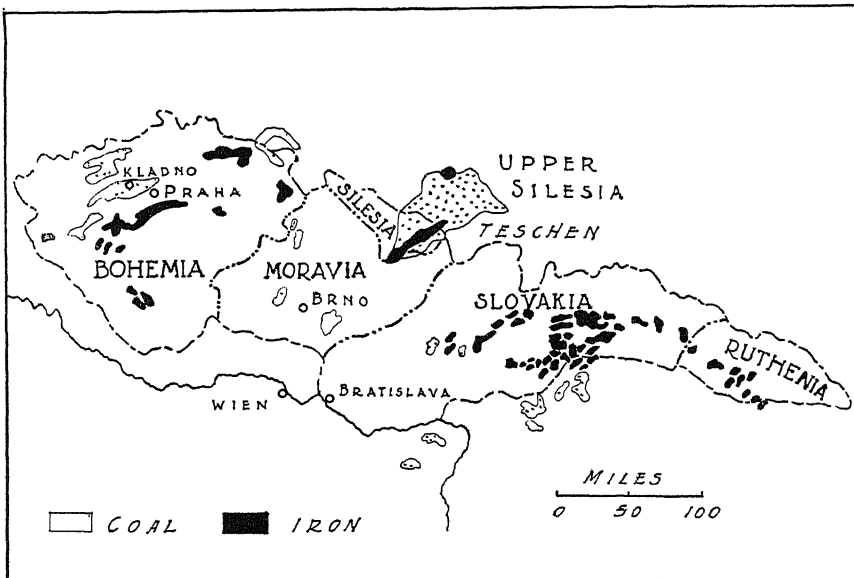 KLADNO
PRAHA
UPPER
SILESIA
SILESIA
TESCHEN
BOHEMIA
MORAVIA
SLOVAKIA
BRNO
RUTHENIA
WIEN
BRATISLAVA
MILES
0 50 100
COAL IRON